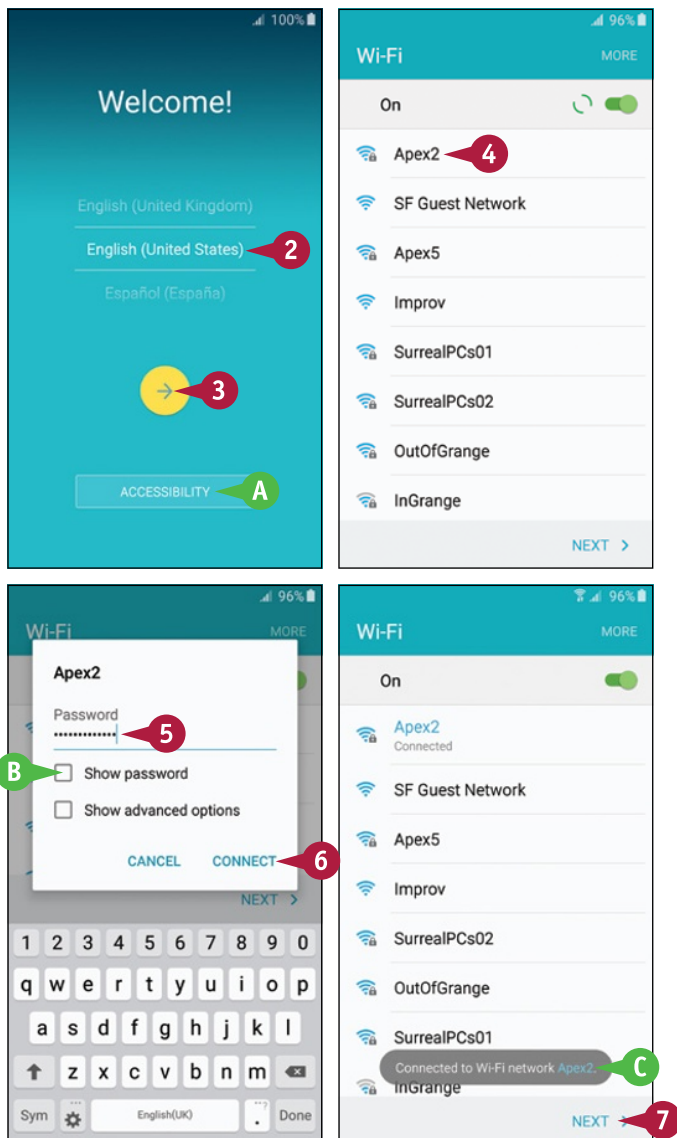 100%
Welcome!
English (United Kingdom)
English (United States)
2
Español (España)
3
ACCESSIBILITY
A
96%
Wi-Fi
MORE
On
Apex2
4
SF Guest Network
Apex5
Improv
SurrealPCs01
SurrealPCs02
OutOfGrange
InGrange
NEXT >
96%
Wi-Fi
MORE
Apex2
Password
•••••••••••••
5
B
Show password
Show advanced options
CANCEL
CONNECT
6
NEXT >
1 2 3 4 5 6 7 8 9 0
q w e r t y u i o p
a s d f g h j k l
z x c v b n m
Sym
English(UK)
...?
.
Done
96%
Wi-Fi
MORE
On
Apex2
Connected
SF Guest Network
Apex5
Improv
SurrealPCs02
OutOfGrange
SurrealPCs01
Connected to Wi-Fi network Apex2.
C
InGrange
NEXT >
7